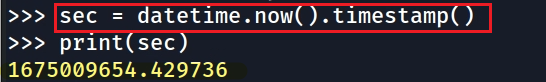 >>> sec = datetime.now().timestamp()
>>> print(sec)
1675009654.429736